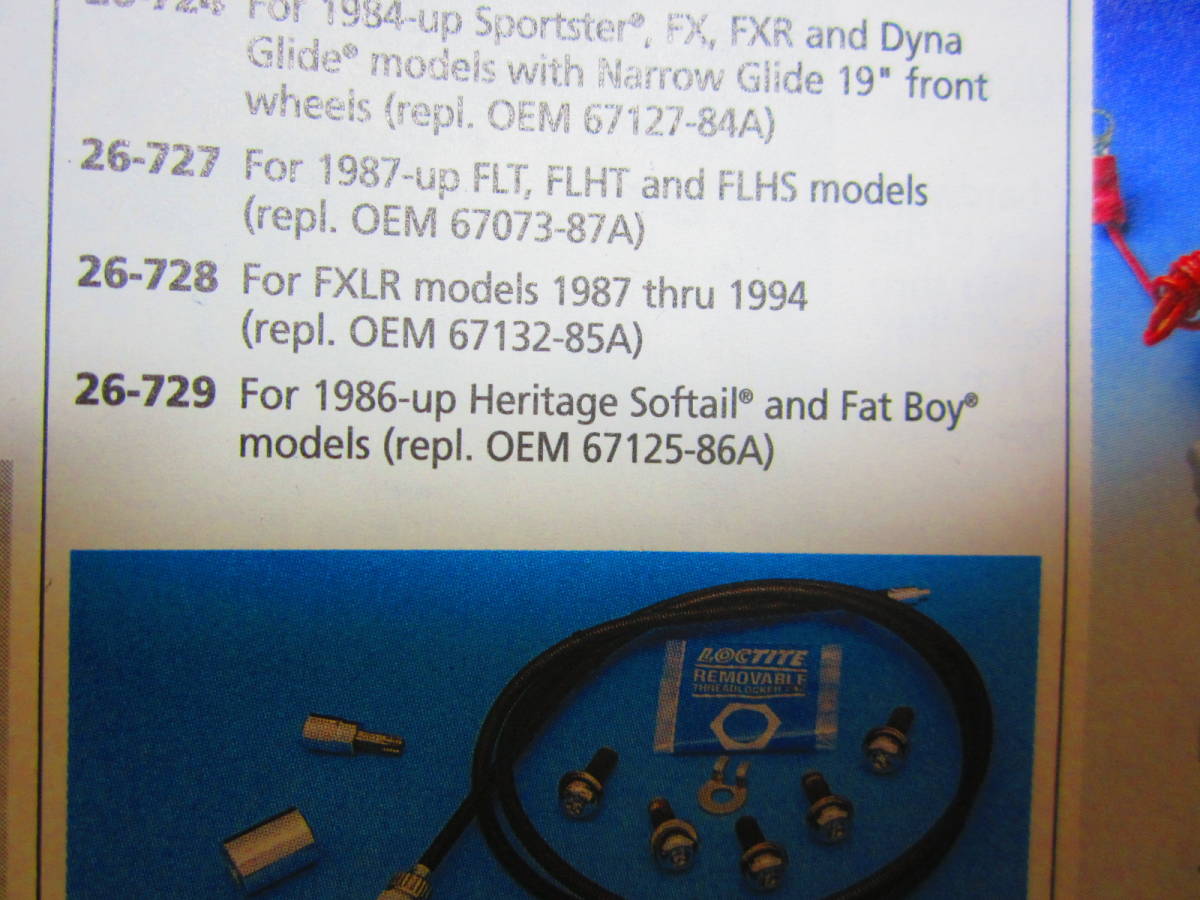 26-724 For 1984-up Sportster®, FX, FXR and Dyna
Glide® models with Narrow Glide 19" front
wheels (repl. OEM 67127-84A)
26-727 For 1987-up FLT, FLHT and FLHS models
(repl. OEM 67073-87A)
26-728 For FXLR models 1987 thru 1994
(repl. OEM 67132-85A)
26-729 For 1986-up Heritage Softail® and Fat Boy®
models (repl. OEM 67125-86A)
LOCTITE
REMOVABLE
THREADLOCKER